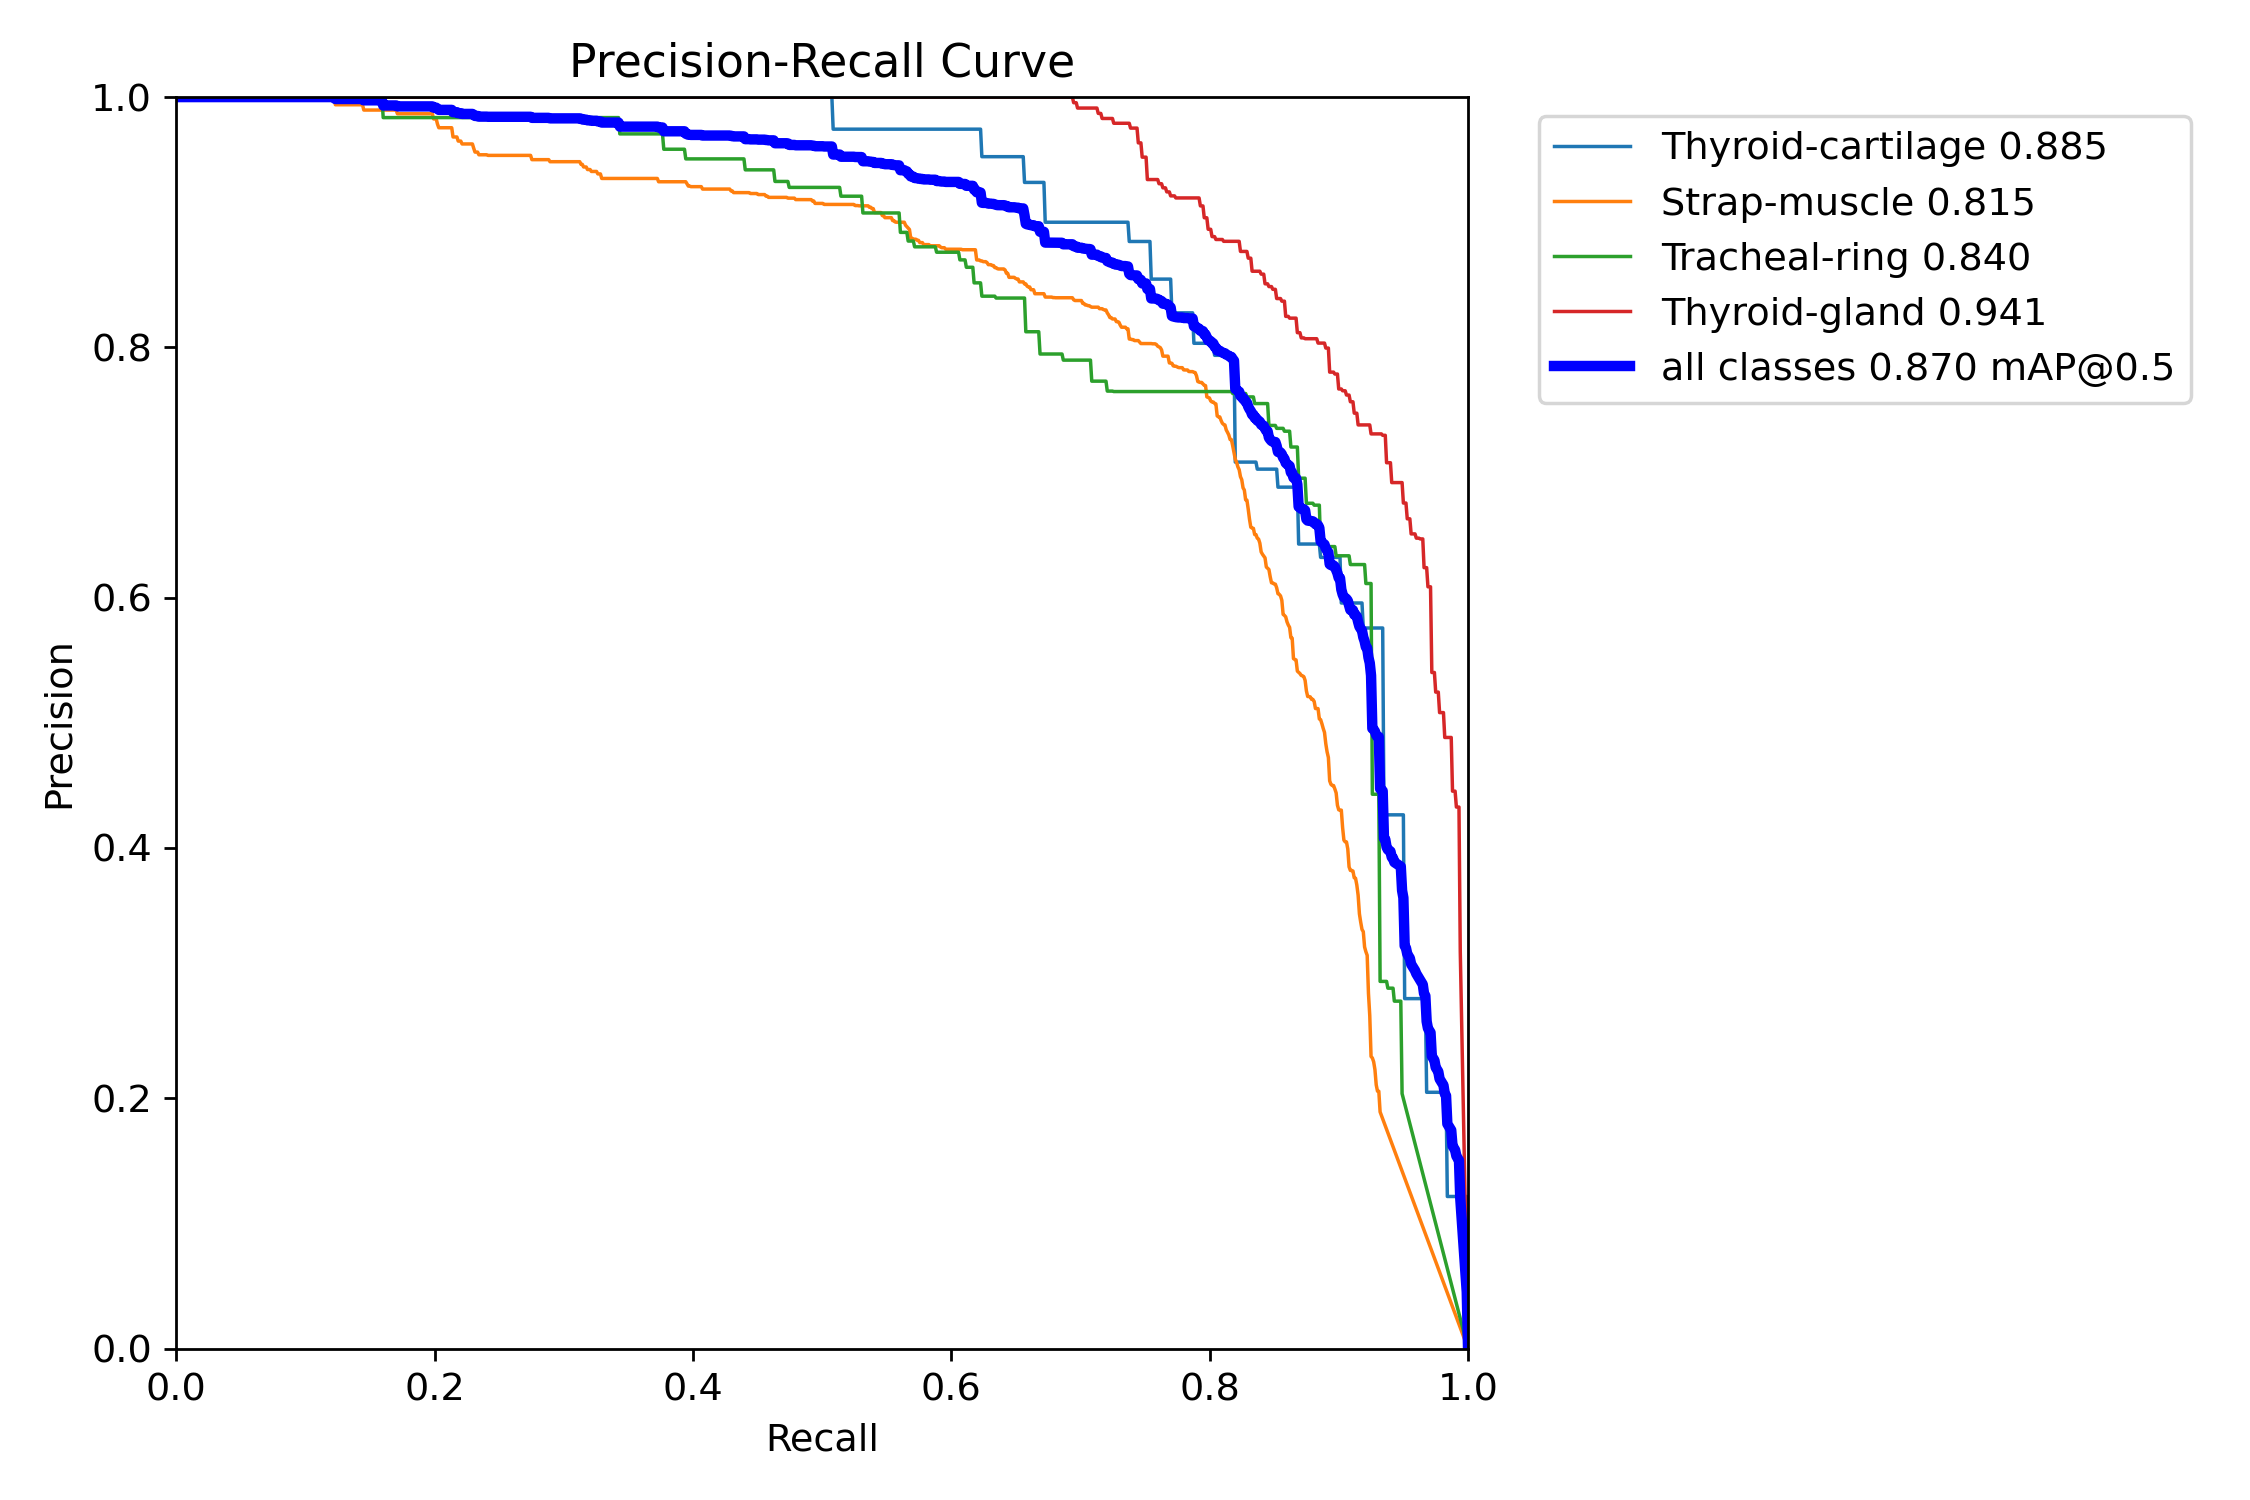 Precision-Recall Curve
1.0
0.8
0.6
0.4
0.2
0.0
Precision
0.0 0.2 0.4 0.6 0.8 1.0
Recall
Thyroid-cartilage 0.885
Strap-muscle 0.815
Tracheal-ring 0.840
Thyroid-gland 0.941
all classes 0.870 mAP@0.5